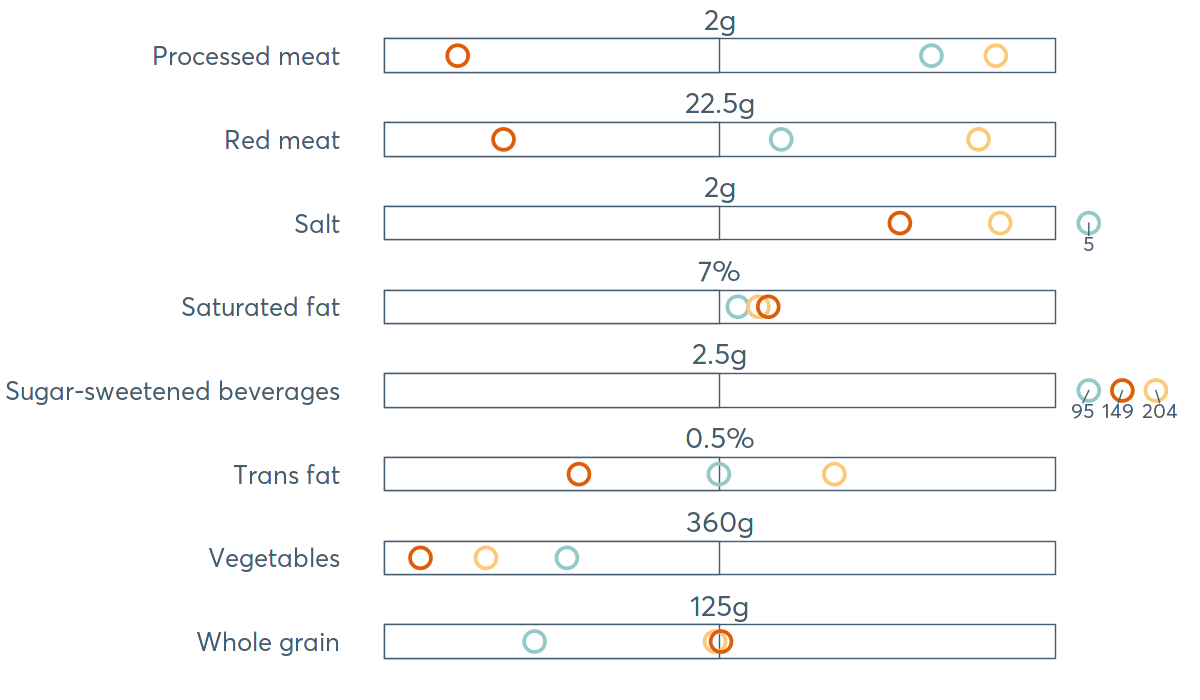 2g
Processed meat
22.5g
Red meat
2g
Salt
5
7%
Saturated fat
2.5g
Sugar-sweetened beverages
95 149 204
0.5%
Trans fat
360g
Vegetables
125g
Whole grain